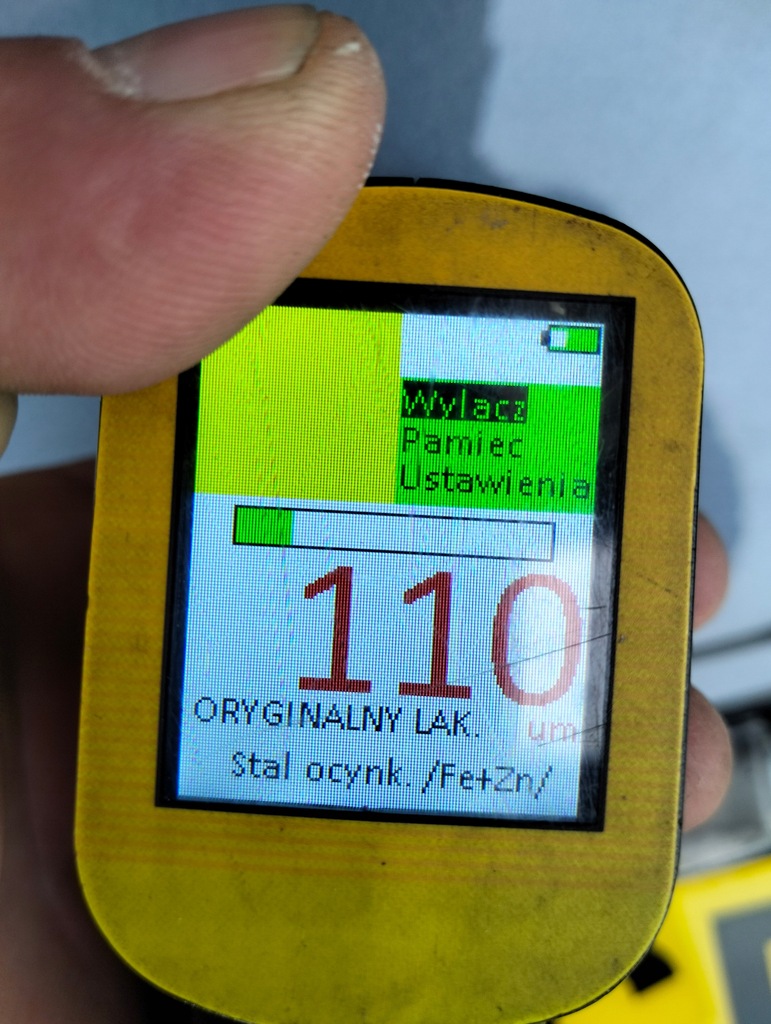 Wylacz
Pamiec
Ustawienia
110
um
ORYGINALNY LAK.
Stal ocynk. /Fe+Zn/